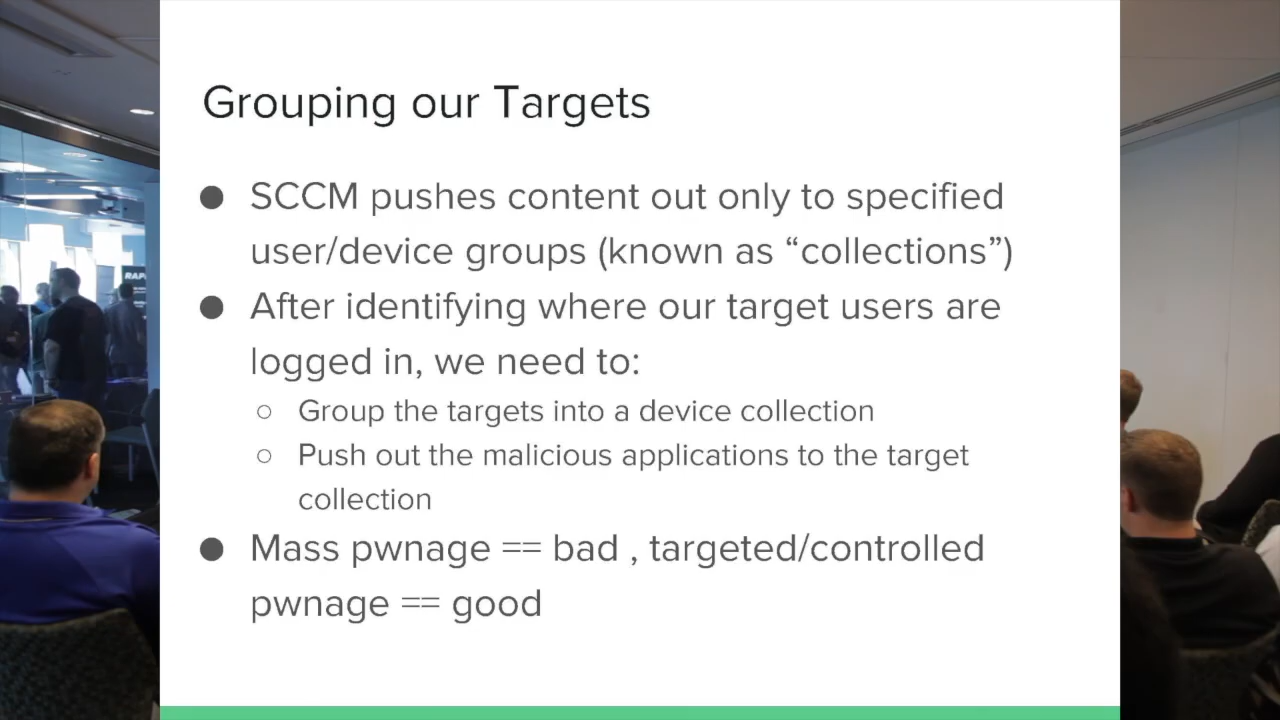 Grouping our Targets
● SCCM pushes content out only to specified
user/device groups (known as “collections”)
● After identifying where our target users are
logged in, we need to:
○ Group the targets into a device collection
○ Push out the malicious applications to the target
collection
● Mass pwnage == bad , targeted/controlled
pwnage == good